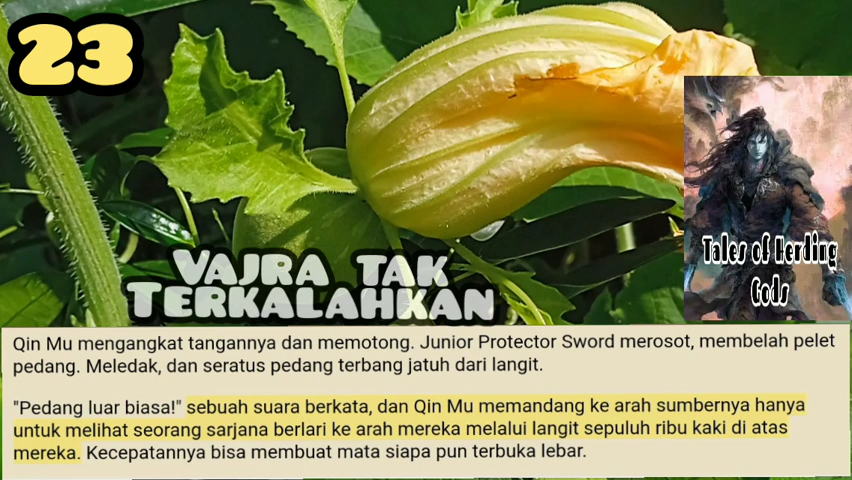 23
Tales of Herding
Gods
VAJRA TAK
TERKALAHKAN
Qin Mu mengangkat tangannya dan memotong. Junior Protector Sword merosot, membelah pelet
pedang. Meledak, dan seratus pedang terbang jatuh dari langit.
"Pedang luar biasa!" sebuah suara berkata, dan Qin Mu memandang ke arah sumbernya hanya
untuk melihat seorang sarjana berlari ke arah mereka melalui langit sepuluh ribu kaki di atas
mereka. Kecepatannya bisa membuat mata siapa pun terbuka lebar.